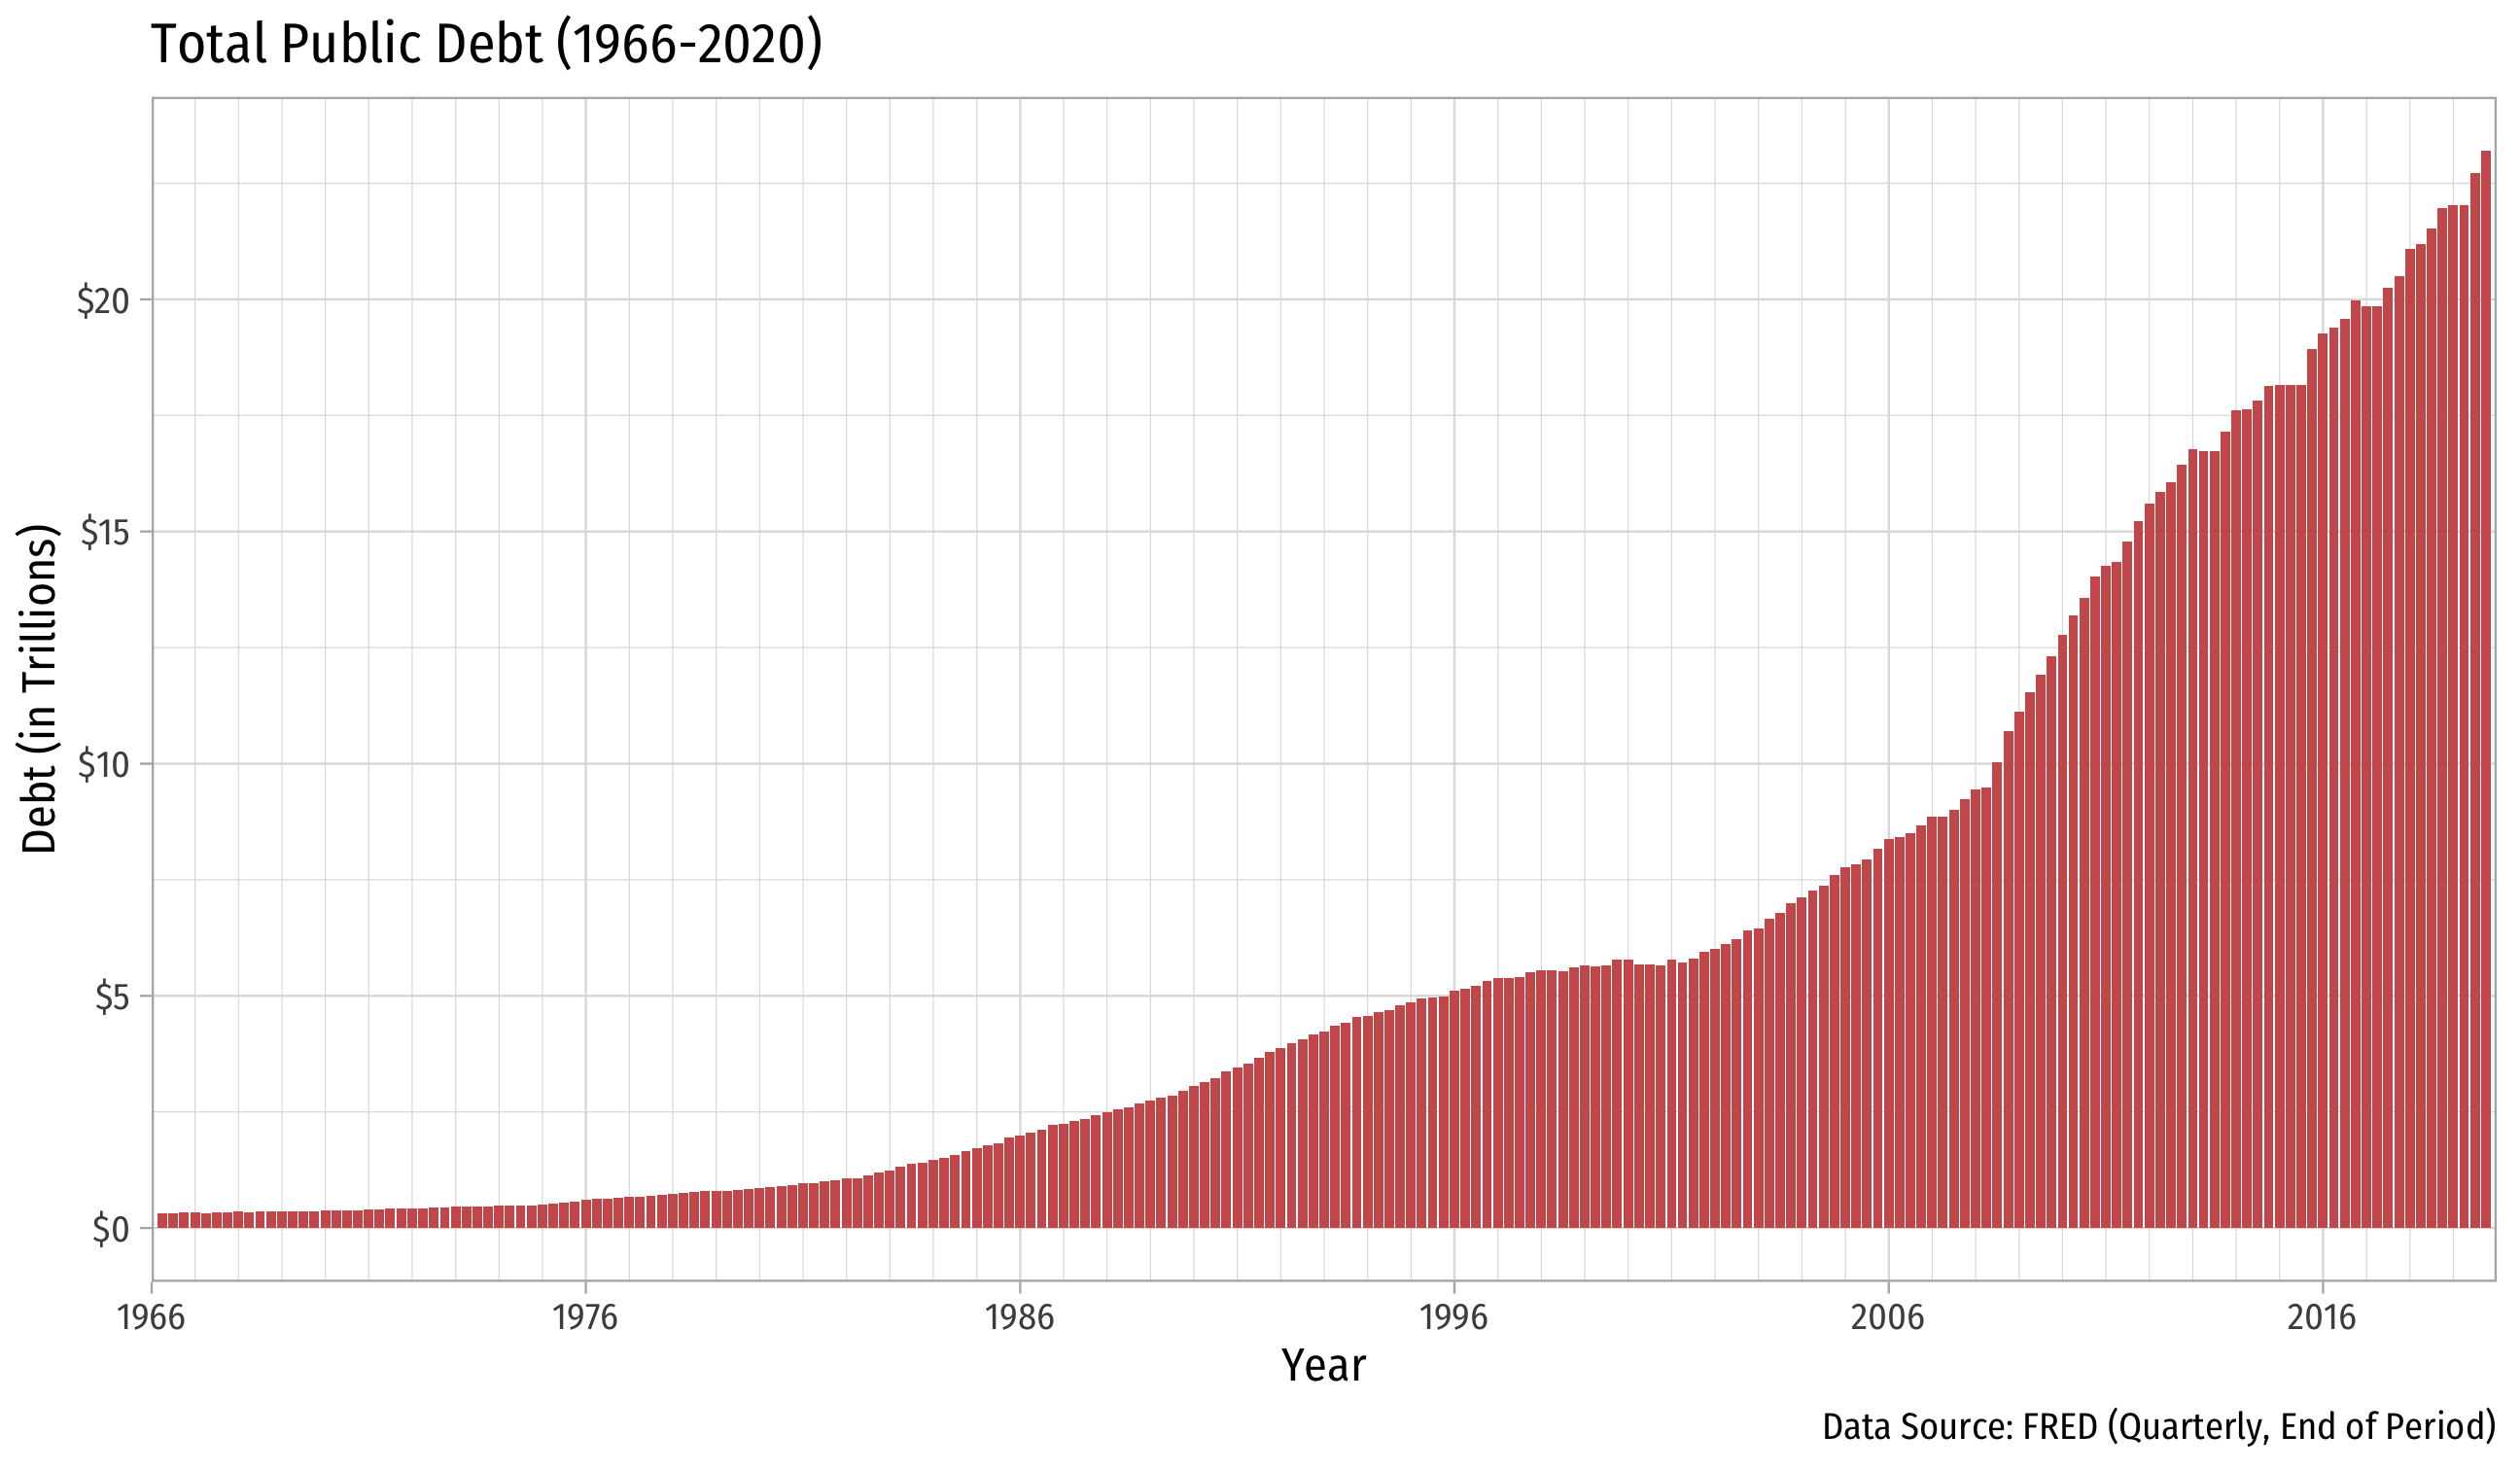 Total Public Debt (1966-2020)
Debt (in Trillions)
$20
$15
$10
$5
$0
1966 1976 1986 1996 2006 2016
Year
Data Source: FRED (Quarterly, End of Period)